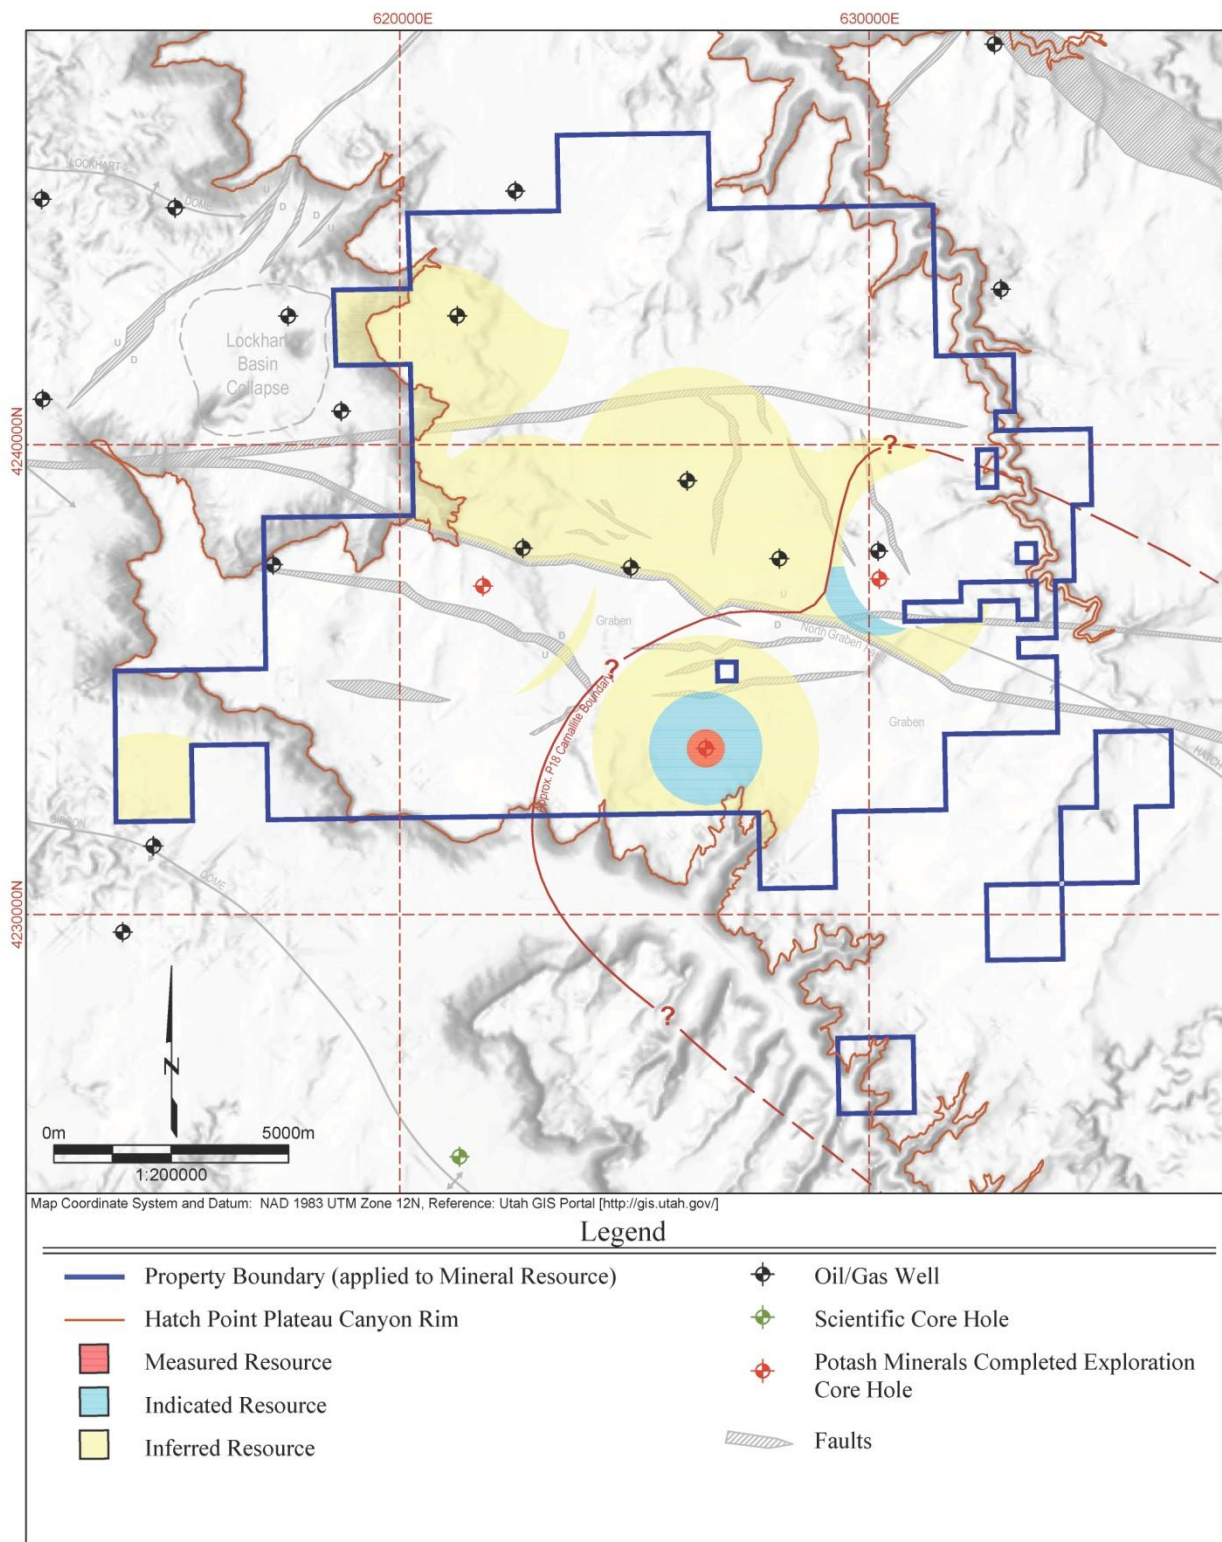 620000E
630000E
LOCKHART
DOME
U
D
D
U
U
D
Lockhart
Basin
Collapse
4240000N
?
?
U
D
Graben
D
U
North Graben
Approx. P18 Carnallite Boundary
Graben
HATCH
GIBSON
DOME
4230000N
?
N
0m 5000m
1:200000
Map Coordinate System and Datum: NAD 1983 UTM Zone 12N, Reference: Utah GIS Portal [http://gis.utah.gov/]
Legend
Property Boundary (applied to Mineral Resource)
Hatch Point Plateau Canyon Rim
Measured Resource
Indicated Resource
Inferred Resource
Oil/Gas Well
Scientific Core Hole
Potash Minerals Completed Exploration
Core Hole
Faults